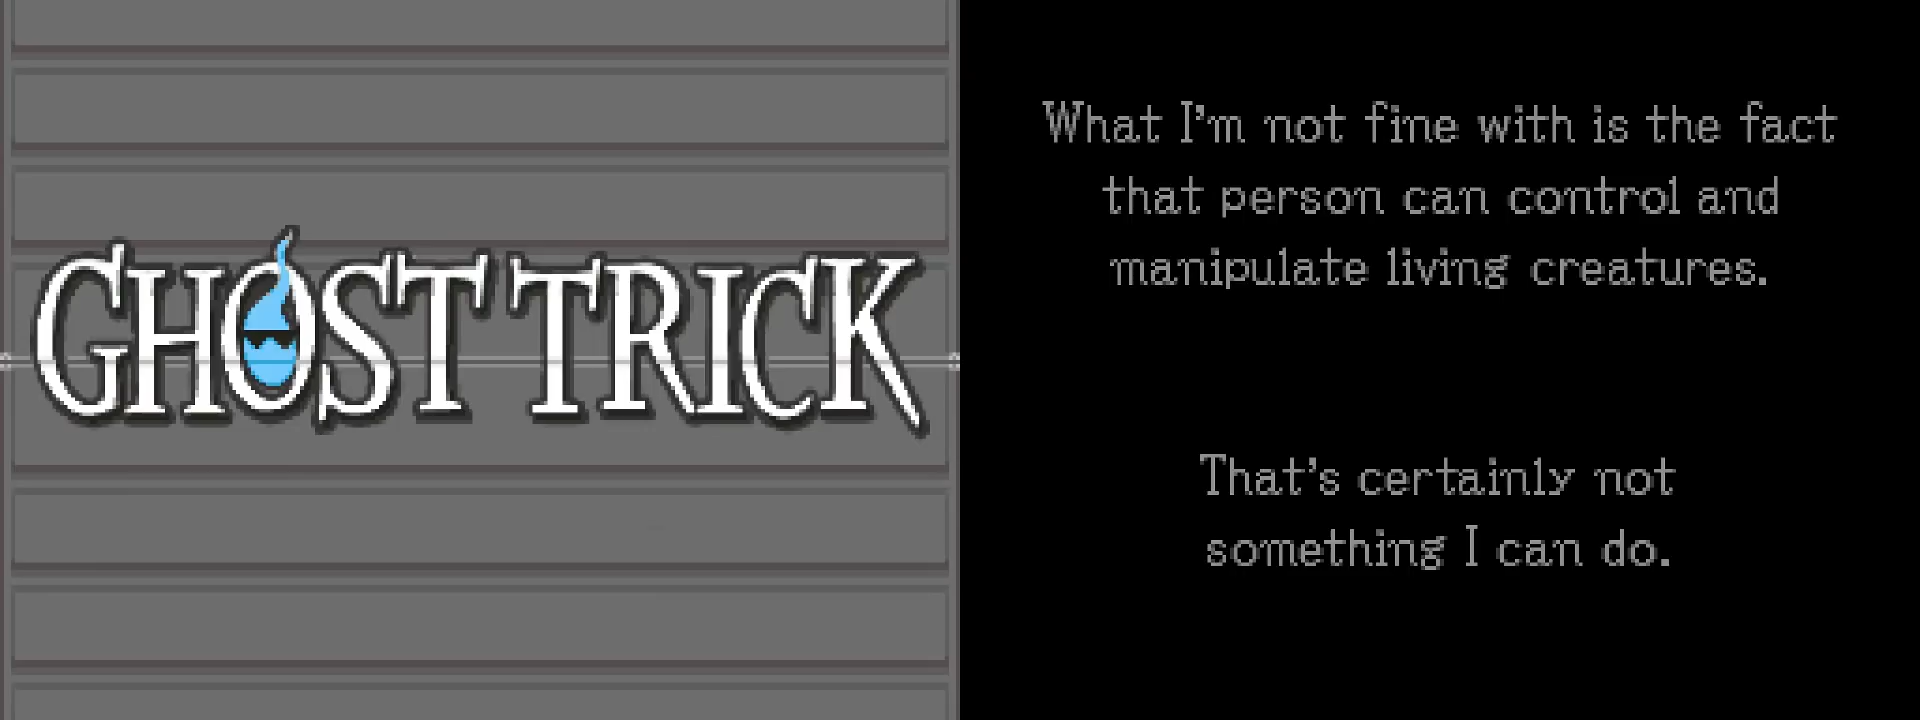 GHOST TRICK
What I'm not fine with is the fact
that person can control and
manipulate living creatures.
That's certainly not
something I can do.